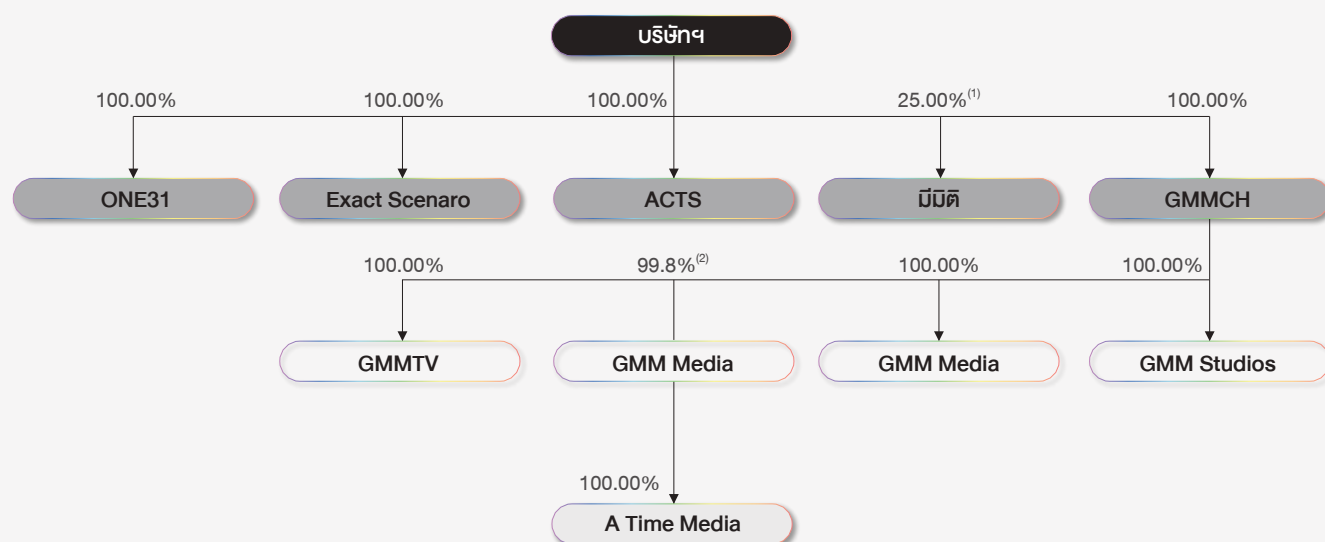 บริษัทฯ
100.00% 100.00% 100.00% 25.00%(1) 100.00%
ONE31 Exact Scenaro ACTS มีมิติ GMMCH
100.00% 99.8%(2) 100.00% 100.00%
GMMTV GMM Media GMM Media GMM Studios
100.00%
A Time Media